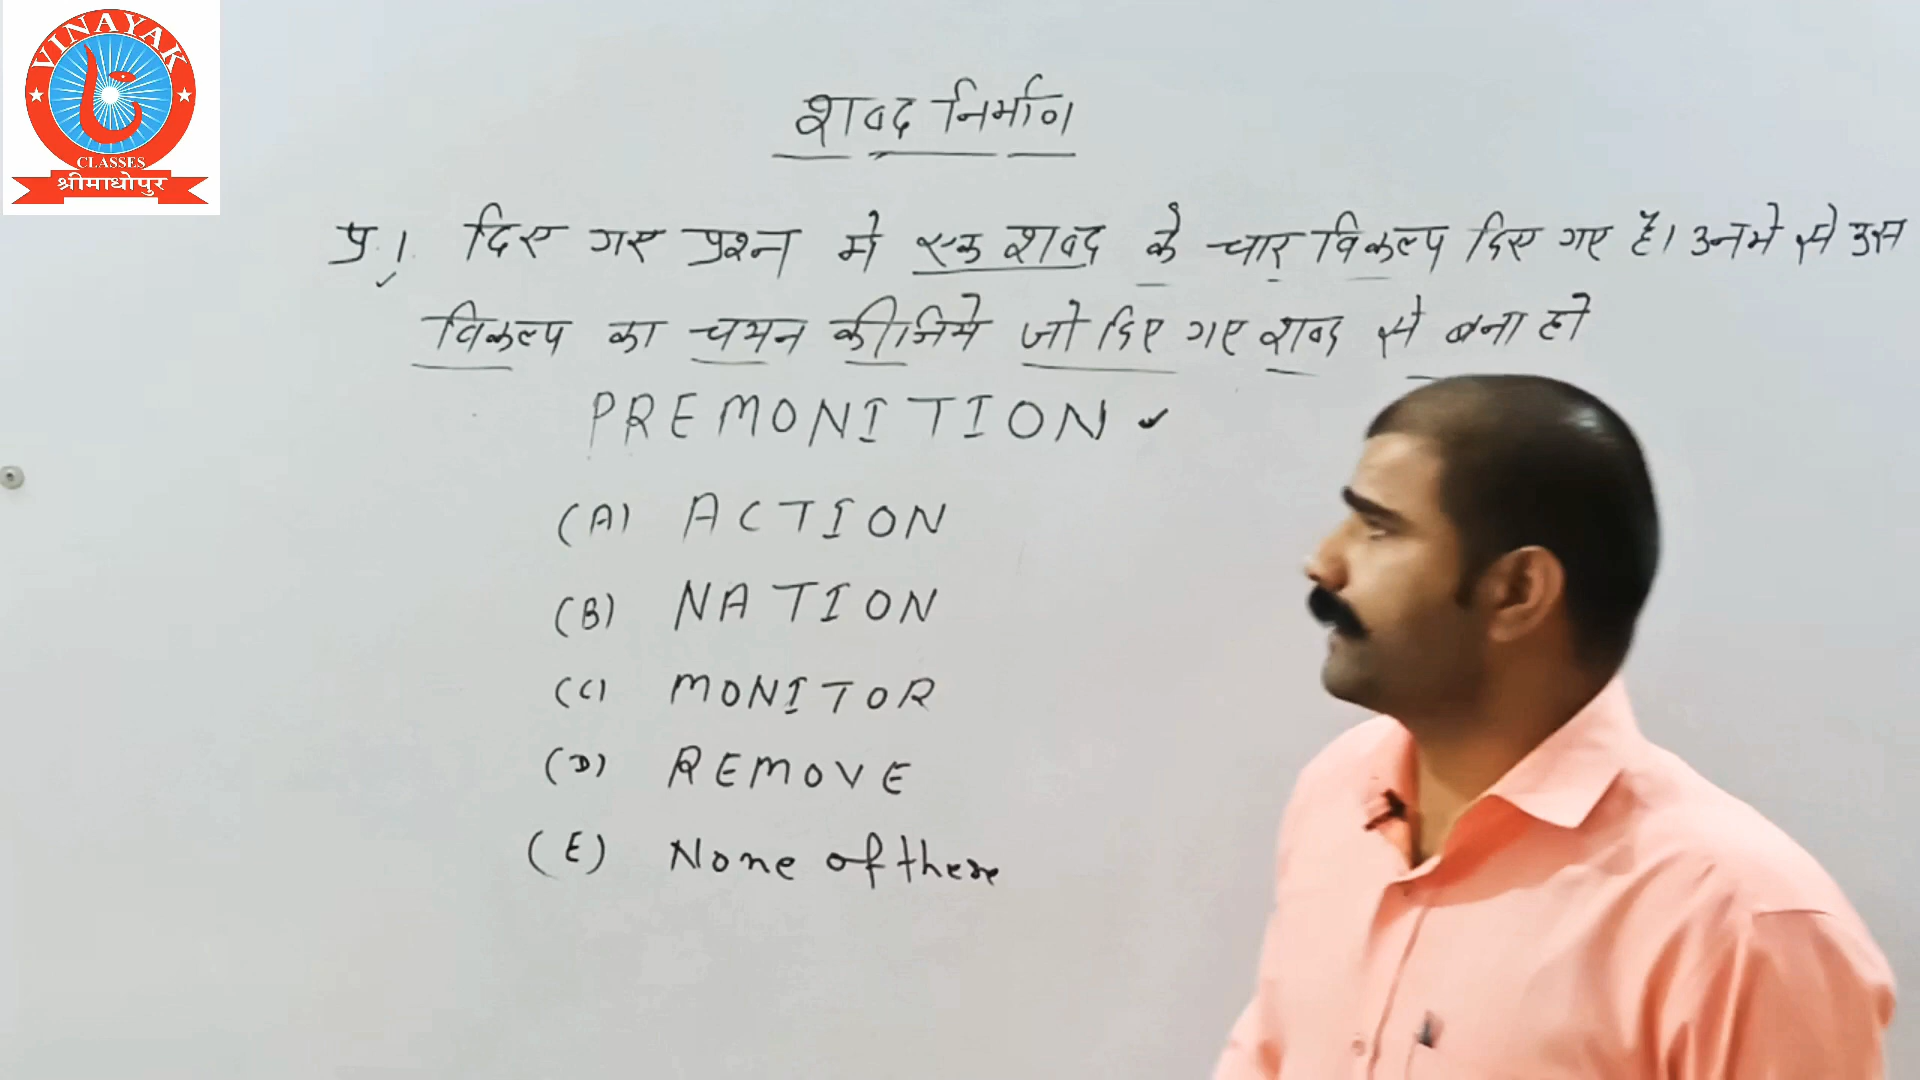 VINAYAK
CLASSES
श्रीमाधोपुर
शब्द निर्माण
प्र.1. दिए गए प्रश्न मे एक शब्द के चार विकल्प दिए गए है। उनमे से उस
विकल्प का चयन कीजिये जो दिए गए शब्द से बना हो
PREMONITION
(A) ACTION
(B) NATION
(C) MONITOR
(D) REMOVE
(E) None of these